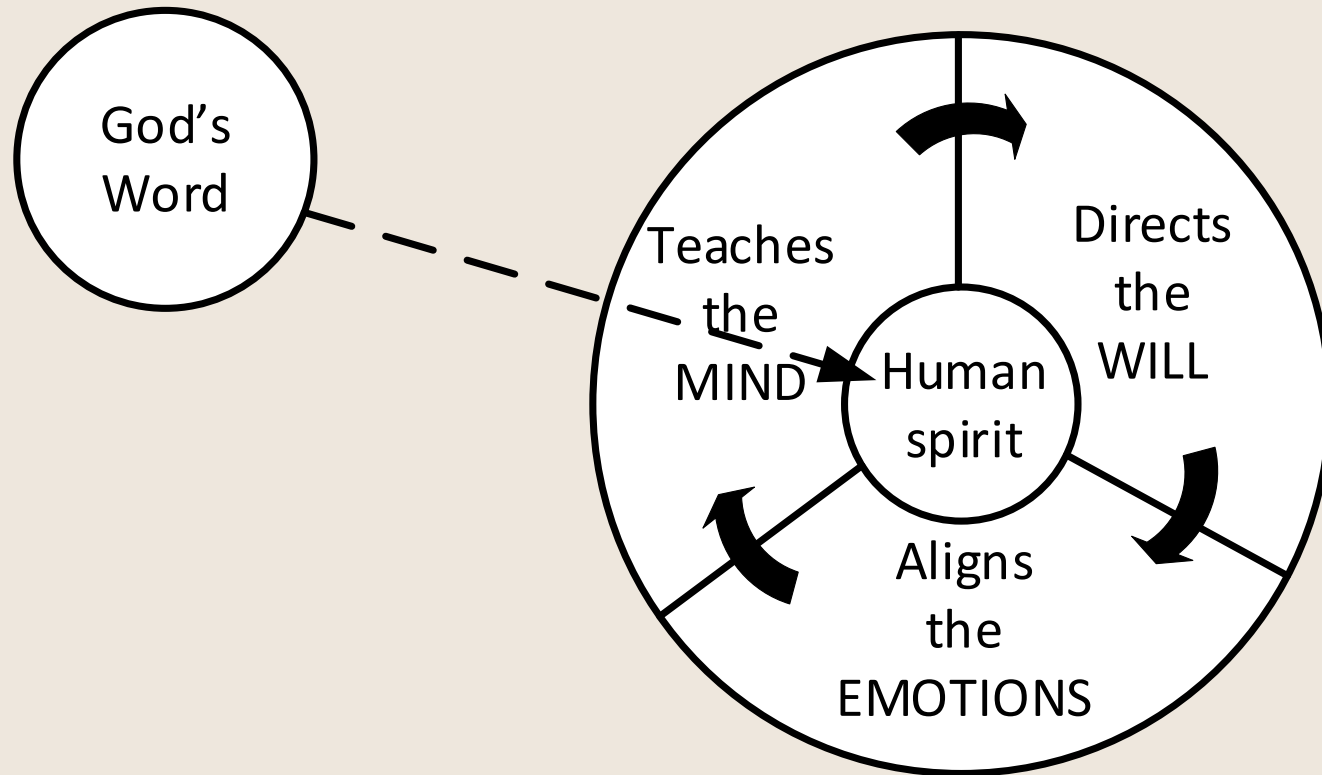 God’s
Word
Teaches
the
MIND
Directs
the
WILL
Human
spirit
Aligns
the
EMOTIONS